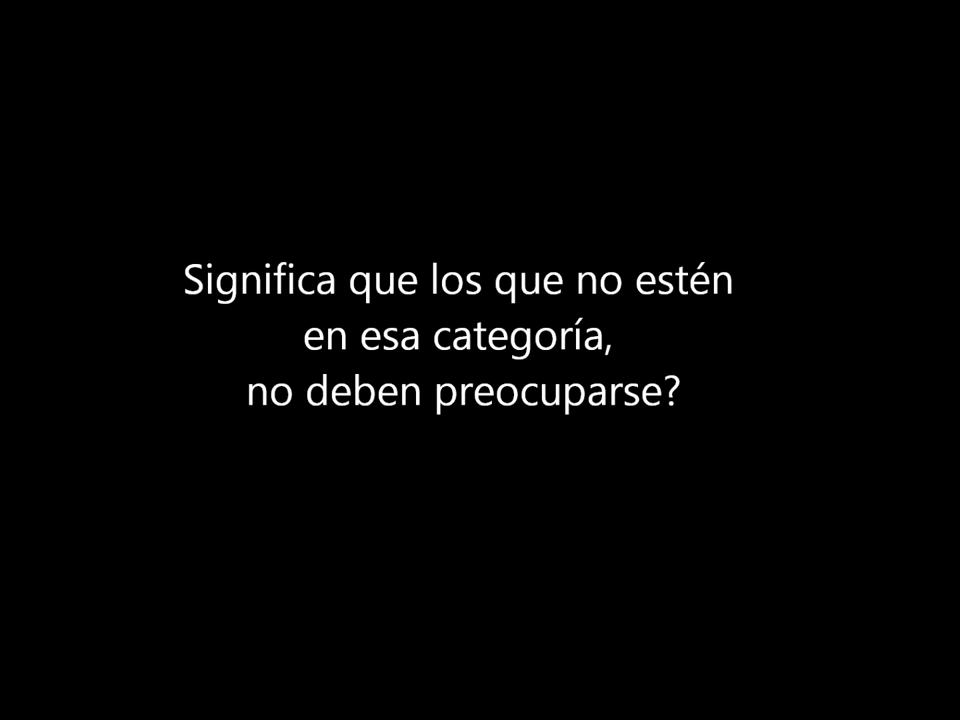 Significa que los que no estén
en esa categoría,
no deben preocuparse?